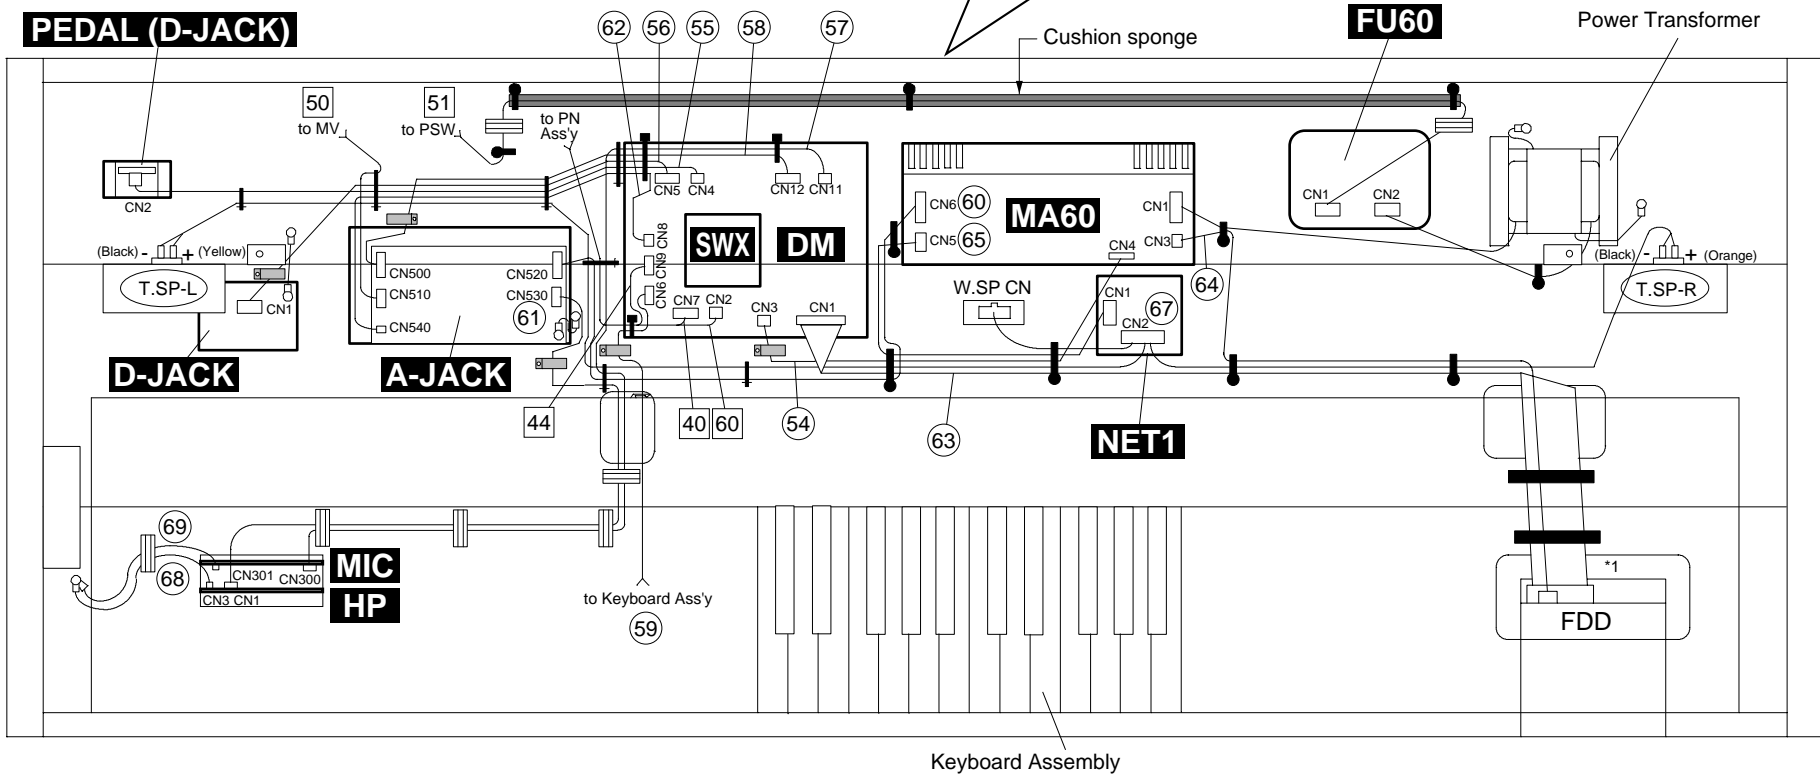 PEDAL (D-JACK)
62 56 55 58 57
Cushion sponge
FU60
Power Transformer
50
to MV
51
to PSW
to PN
Ass'y
CN2
CN5 CN4
CN12 CN11
CN6 60
CN5 65
MA60
CN1
CN3
CN4
64
CN1 CN2
(Black) - + (Yellow)
T.SP-L
CN1
D-JACK
CN500
CN510
CN540
CN520
CN530
61
A-JACK
CN8
CN9
CN6
SWX
DM
CN7 CN2
CN3
CN1
W.SP CN
CN1
CN2
67
(Black) - + (Orange)
T.SP-R
44
40 60
54
63
NET1
69
68
CN301 CN300
CN3 CN1
MIC
HP
to Keyboard Ass'y
59
*1
FDD
Keyboard Assembly